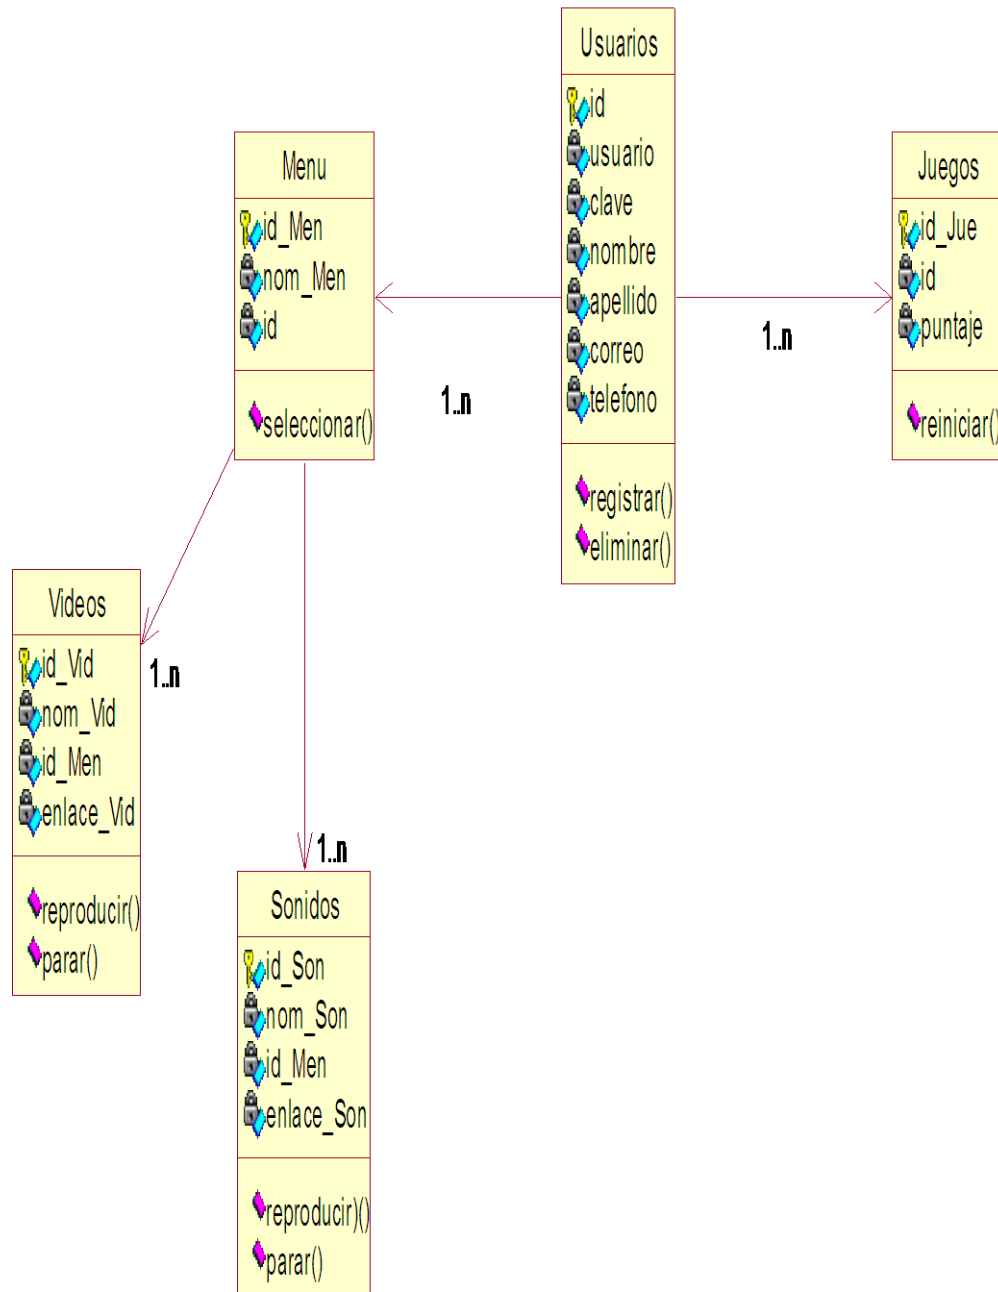 Usuarios
id
usuario
clave
nombre
apellido
correo
telefono
registrar()
eliminar()
Menu
id_Men
nom_Men
id
seleccionar()
1..n
Juegos
id_Jue
id
puntaje
reiniciar()
1..n
Videos
id_Vid
nom_Vid
id_Men
enlace_Vid
reproducir()
parar()
1..n
Sonidos
id_Son
nom_Son
id_Men
enlace_Son
reproducir)()
parar()
1..n